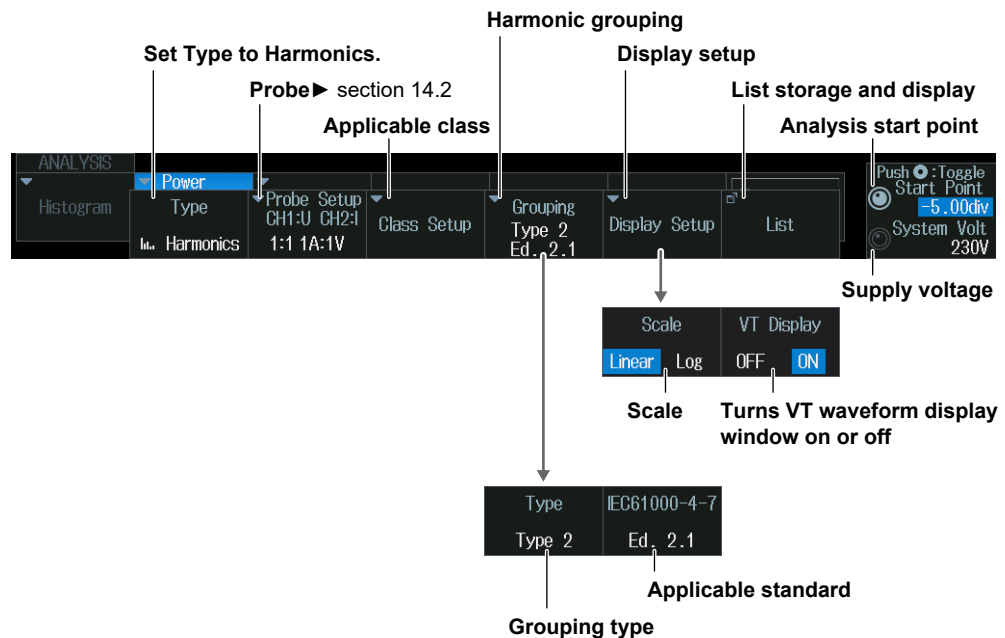 Harmonic grouping
Set Type to Harmonics.
Display setup
Probe► section 14.2
List storage and display
Applicable class
Analysis start point
ANALYSIS
Histogram
Power
Type
Harmonics
Probe Setup
CH1:U CH2:I
1:1 1A:1V
Class Setup
Grouping
Type 2
Ed. 2.1
Display Setup
List
Push :Toggle
Start Point
-5.00div
System Volt
230V
Supply voltage
Scale
Linear Log
VT Display
OFF ON
Scale
Turns VT waveform display
window on or off
Type
Type 2
IEC61000-4-7
Ed. 2.1
Applicable standard
Grouping type